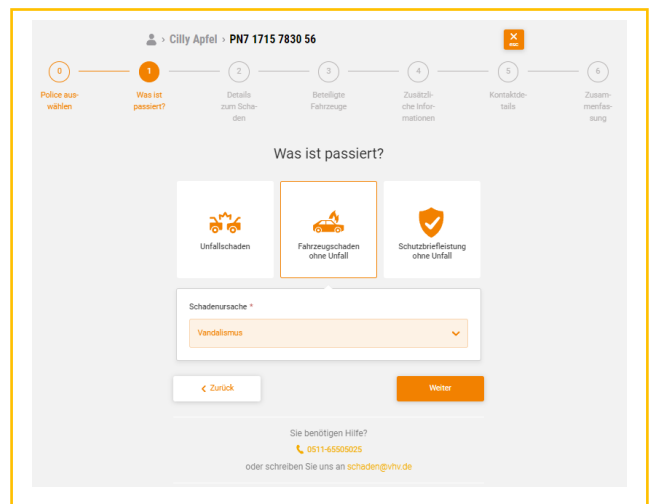 › Cilly Apfel › PN7 1715 7830 56
ESC
0 1 2 3 4 5 6
Police aus- Was ist Details Beteiligte Zusätzli- Kontaktde- Zusam-
wählen passiert? zum Scha- Fahrzeuge che Infor- tails menfas-
den mationen sung
Was ist passiert?
Unfallschaden Fahrzeugschaden Schutzbriefleistung
ohne Unfall ohne Unfall
Schadenursache *
Vandalismus
Zurück Weiter
Sie benötigen Hilfe?
0511-65505025
oder schreiben Sie uns an schaden@vhv.de